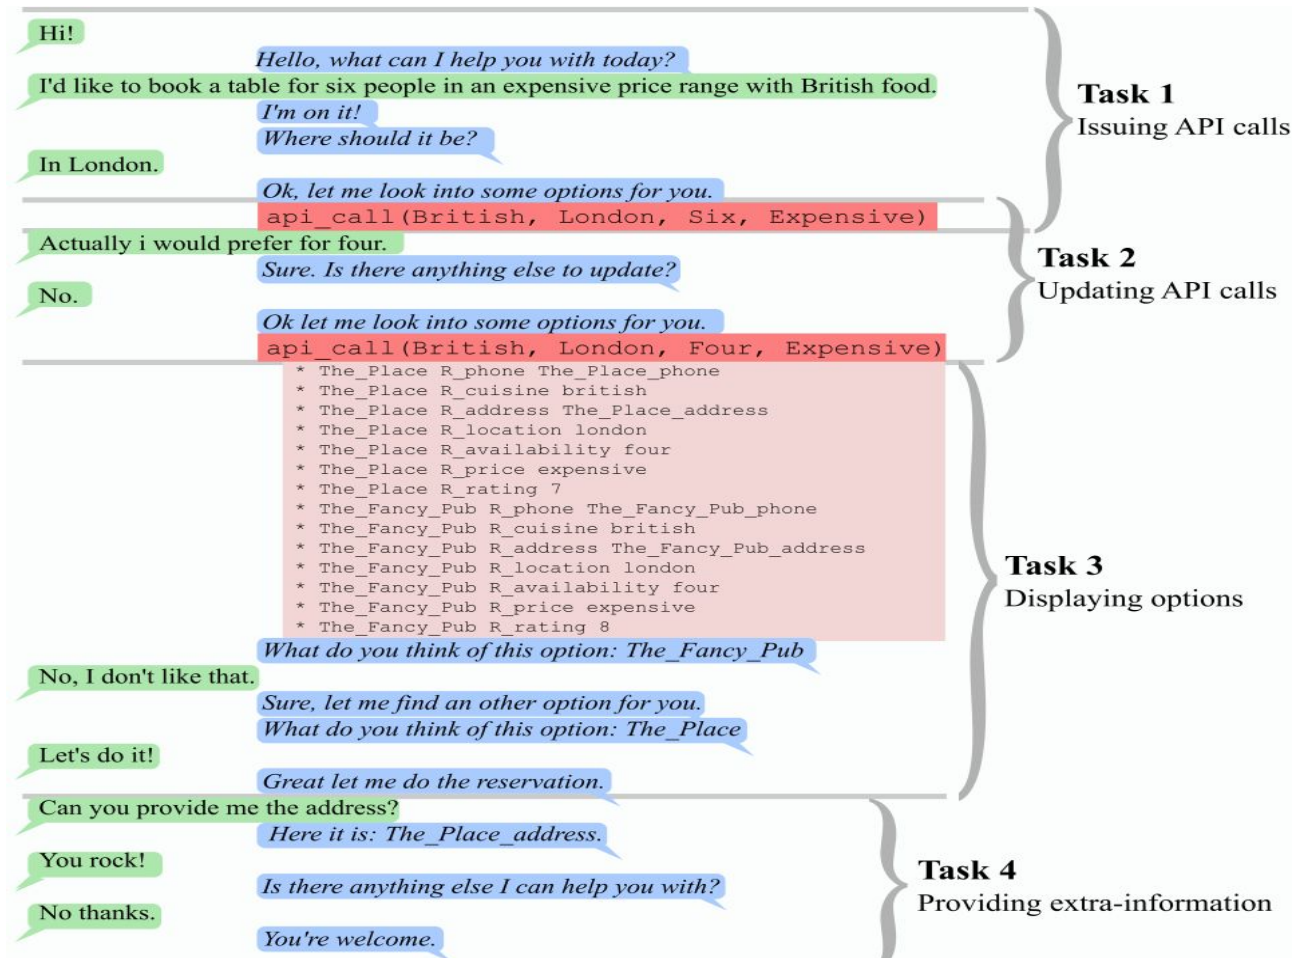 Hi!
Hello, what can I help you with today?
I'd like to book a table for six people in an expensive price range with British food.
I'm on it!
Where should it be?
In London.
Ok, let me look into some options for you.
api_call(British, London, Six, Expensive)
Task 1
Issuing API calls
Actually i would prefer for four.
Sure. Is there anything else to update?
No.
Ok let me look into some options for you.
api_call(British, London, Four, Expensive)
Task 2
Updating API calls
* The_Place R_phone The_Place_phone
* The_Place R_cuisine british
* The_Place R_address The_Place_address
* The_Place R_location london
* The_Place R_availability four
* The_Place R_price expensive
* The_Place R_rating 7
* The_Fancy_Pub R_phone The_Fancy_Pub_phone
* The_Fancy_Pub R_cuisine british
* The_Fancy_Pub R_address The_Fancy_Pub_address
* The_Fancy_Pub R_location london
* The_Fancy_Pub R_availability four
* The_Fancy_Pub R_price expensive
* The_Fancy_Pub R_rating 8
What do you think of this option: The_Fancy_Pub
No, I don't like that.
Sure, let me find an other option for you.
What do you think of this option: The_Place
Let's do it!
Great let me do the reservation.
Task 3
Displaying options
Can you provide me the address?
Here it is: The_Place_address.
You rock!
Is there anything else I can help you with?
No thanks.
You're welcome.
Task 4
Providing extra-information